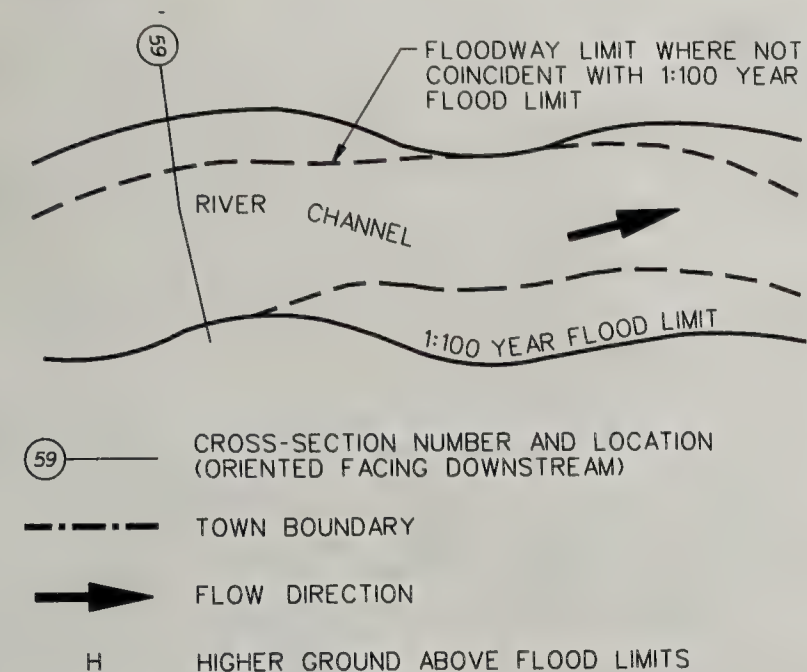 59
FLOODWAY LIMIT WHERE NOT
COINCIDENT WITH 1:100 YEAR
FLOOD LIMIT
RIVER CHANNEL
1:100 YEAR FLOOD LIMIT
59 CROSS-SECTION NUMBER AND LOCATION
(ORIENTED FACING DOWNSTREAM)
TOWN BOUNDARY
FLOW DIRECTION
H HIGHER GROUND ABOVE FLOOD LIMITS